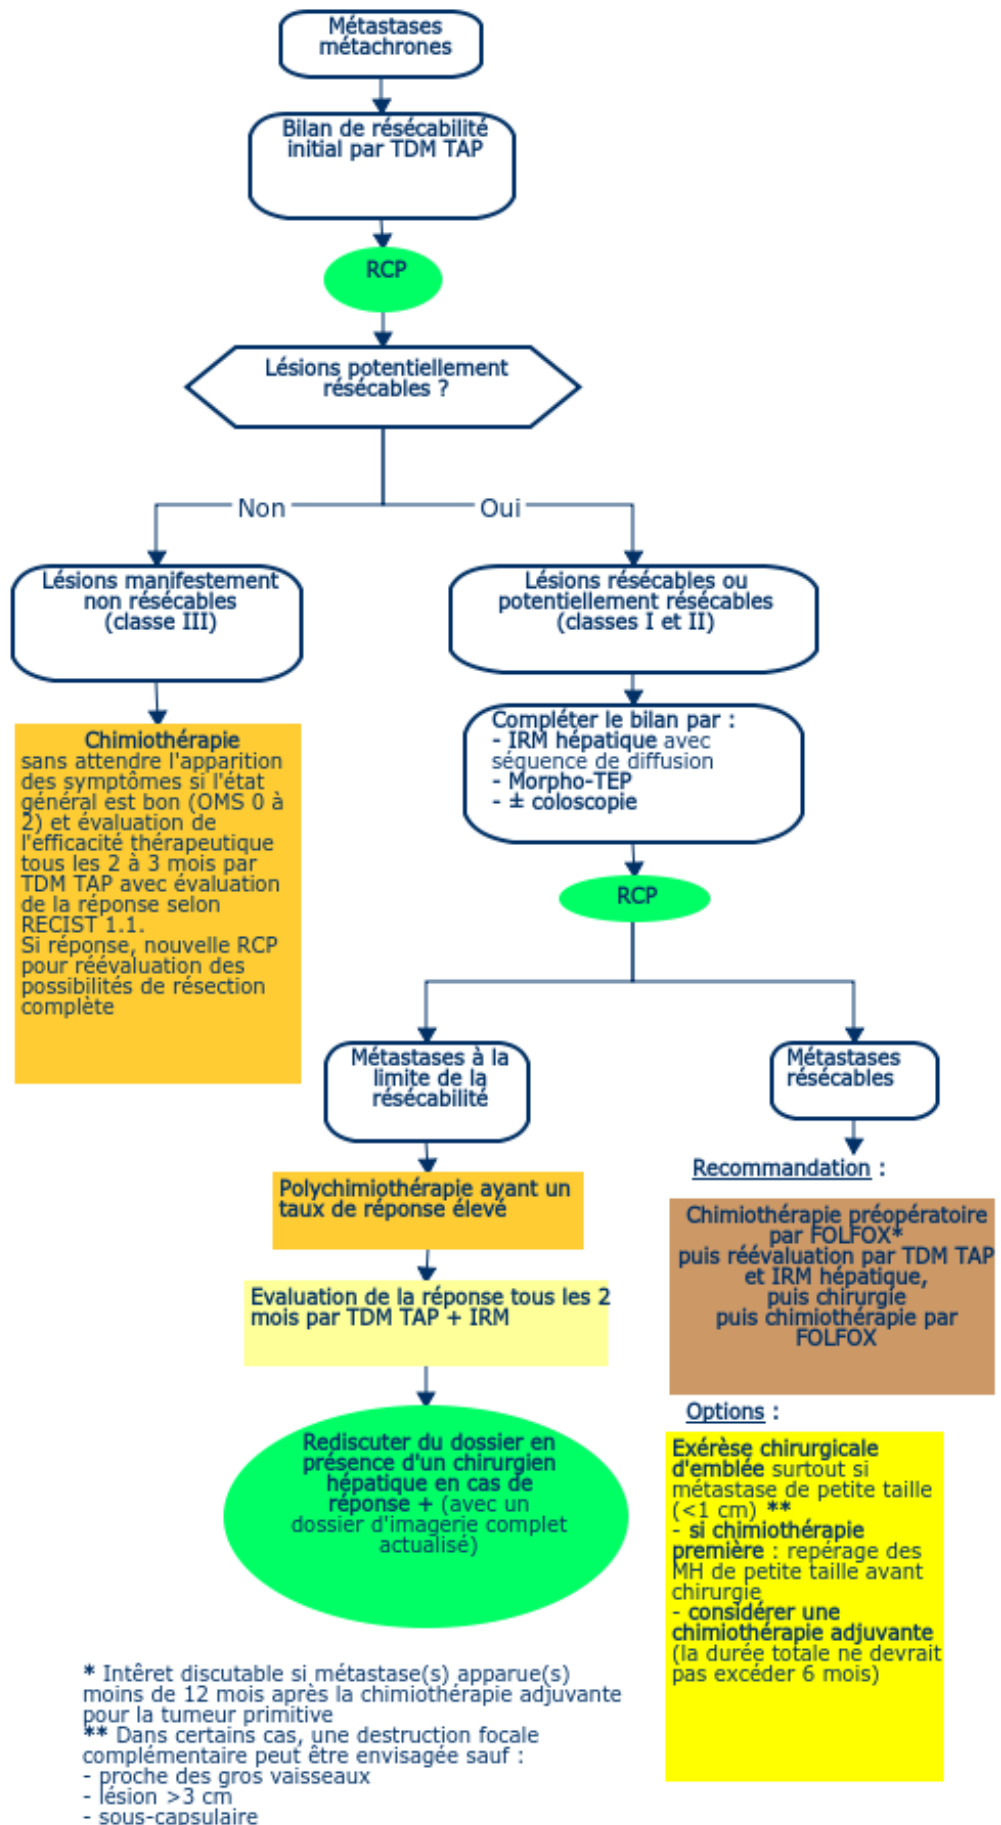 Métastases
métachrones
Bilan de résécabilité
initial par TDM TAP
RCP
Lésions potentiellement
résécables ?
Non
Oui
Lésions manifestement
non résécables
(classe III)
Lésions résécables ou
potentiellement résécables
(classes I et II)
Chimiothérapie
sans attendre l'apparition
des symptômes si l'état
général est bon (OMS 0 à
2) et évaluation de
l'efficacité thérapeutique
tous les 2 à 3 mois par
TDM TAP avec évaluation
de la réponse selon
RECIST 1.1.
Si réponse, nouvelle RCP
pour réévaluation des
possibilités de résection
complète
Compléter le bilan par :
- IRM hépatique avec
séquence de diffusion
- Morpho-TEP
- ± coloscopie
RCP
Métastases à la
limite de la
résécabilité
Métastases
résécables
Polychimiothérapie ayant un
taux de réponse élevé
Evaluation de la réponse tous les 2
mois par TDM TAP + IRM
Rediscuter du dossier en
présence d'un chirurgien
hépatique en cas de
réponse + (avec un
dossier d'imagerie complet
actualisé)
Recommandation :
Chimiothérapie préopératoire
par FOLFOX*
puis réévaluation par TDM TAP
et IRM hépatique,
puis chirurgie
puis chimiothérapie par
FOLFOX
Options :
Exérèse chirurgicale
d'emblée surtout si
métastase de petite taille
(<1 cm) **
- si chimiothérapie
première : repérage des
MH de petite taille avant
chirurgie
- considérer une
chimiothérapie adjuvante
(la durée totale ne devrait
pas excéder 6 mois)
* Intêret discutable si métastase(s) apparue(s)
moins de 12 mois après la chimiothérapie adjuvante
pour la tumeur primitive
** Dans certains cas, une destruction focale
complémentaire peut être envisagée sauf :
- proche des gros vaisseaux
- lésion >3 cm
- sous-capsulaire